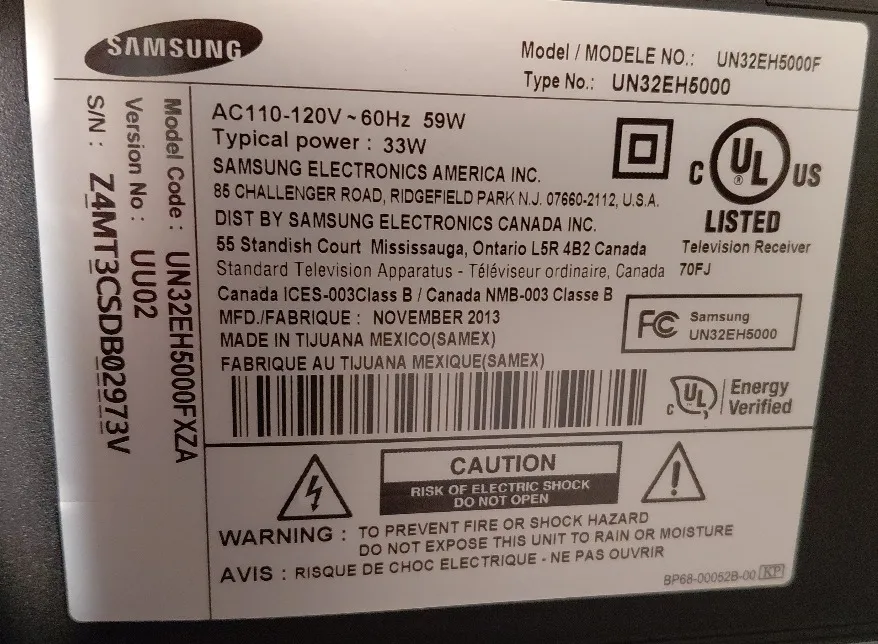 SAMSUNG
Model / MODELE NO.: UN32EH5000F
Type No.: UN32EH5000
Model Code : UN32EH5000FXZA
Version No : UU02
S/N : Z4MT3CSDB02973V
AC110-120V ~ 60Hz 59W
Typical power : 33W
SAMSUNG ELECTRONICS AMERICA INC.
85 CHALLENGER ROAD, RIDGEFIELD PARK N.J. 07660-2112, U.S.A.
DIST BY SAMSUNG ELECTRONICS CANADA INC.
55 Standish Court Mississauga, Ontario L5R 4B2 Canada
Standard Television Apparatus - Téléviseur ordinaire, Canada
Canada ICES-003Class B / Canada NMB-003 Classe B
MFD./FABRIQUE : NOVEMBER 2013
MADE IN TIJUANA MEXICO(SAMEX)
FABRIQUE AU TIJUANA MEXIQUE(SAMEX)
C UL ® US
LISTED
Television Receiver
70FJ
FC Samsung
UN32EH5000
c UL Energy
Verified
CAUTION
RISK OF ELECTRIC SHOCK
DO NOT OPEN
WARNING : TO PREVENT FIRE OR SHOCK HAZARD
DO NOT EXPOSE THIS UNIT TO RAIN OR MOISTURE
AVIS : RISQUE DE CHOC ELECTRIQUE - NE PAS OUVRIR
BP68-00052B-00 KP